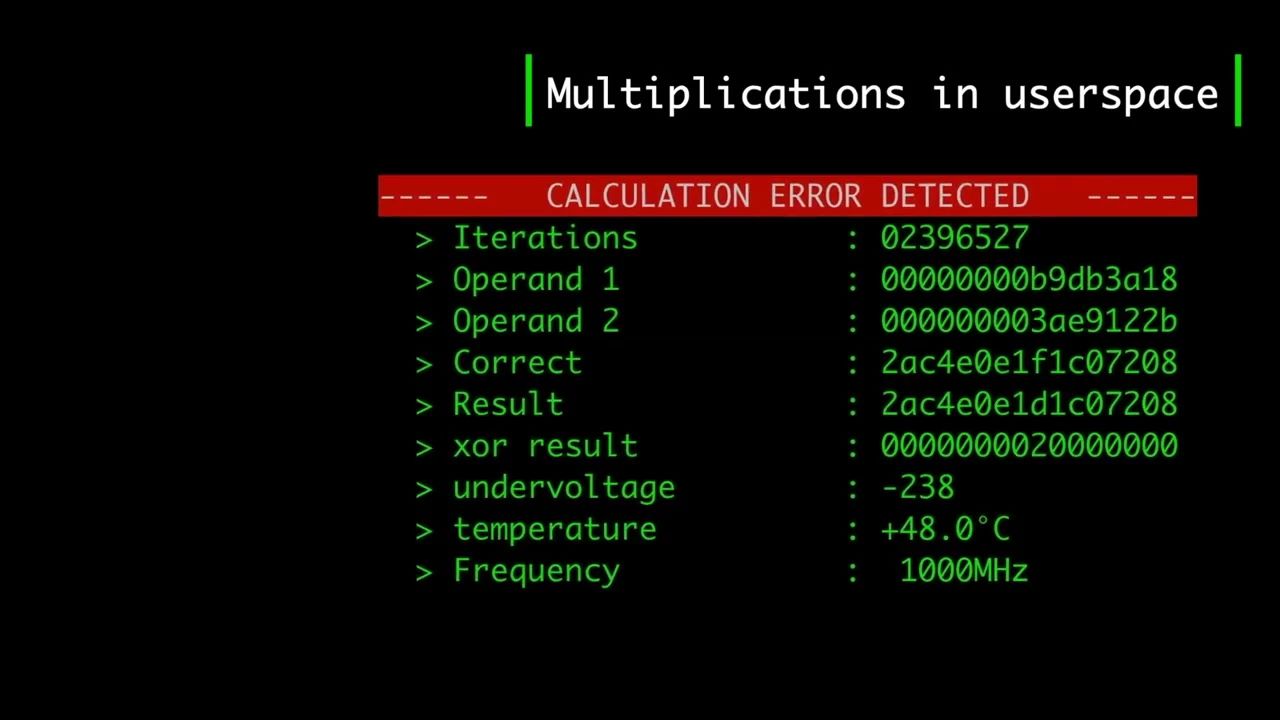 Multiplications in userspace
------ CALCULATION ERROR DETECTED ------
> Iterations : 02396527
> Operand 1 : 00000000b9db3a18
> Operand 2 : 000000003ae9122b
> Correct : 2ac4e0e1f1c07208
> Result : 2ac4e0e1d1c07208
> xor result : 0000000020000000
> undervoltage : -238
> temperature : +48.0°C
> Frequency : 1000MHz